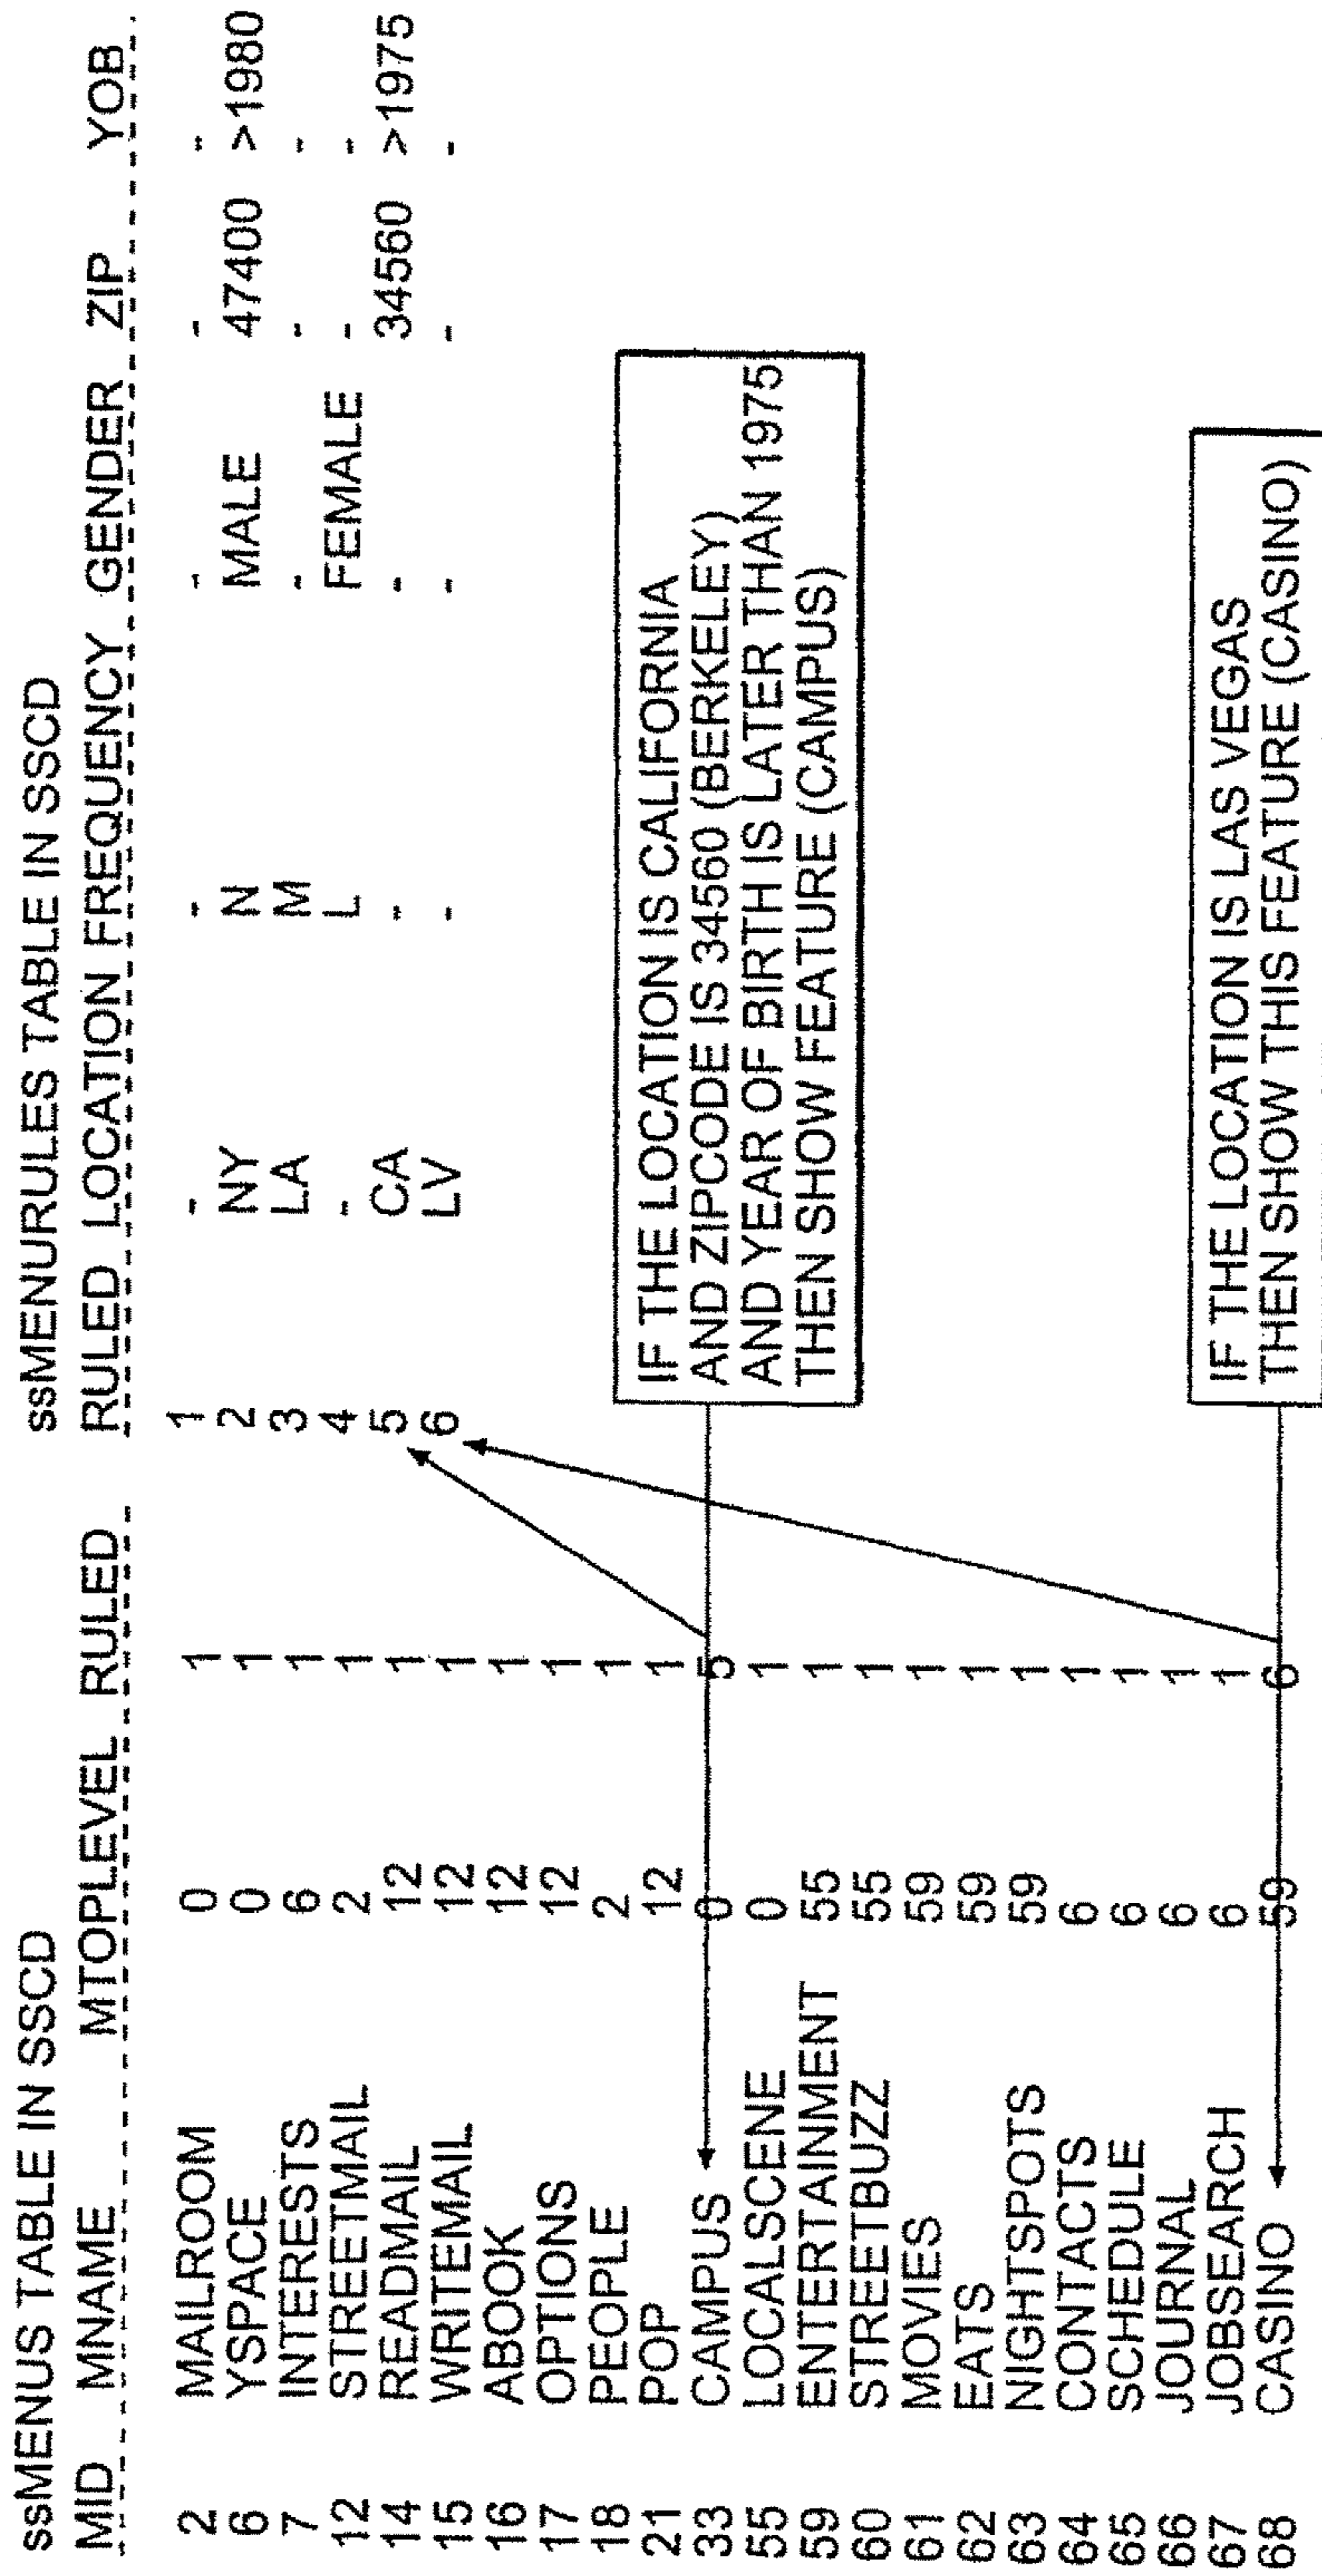 ssMENUS TABLE IN SSCD
MID MNAME MTOPLEVEL RULED
2 MAILROOM 0 1
6 YSPACE 0 1
7 INTERESTS 6 1
12 STREETMAIL 2 1
14 READMAIL 12 1
15 WRITEMAIL 12 1
16 ABOOK 12 1
17 OPTIONS 12 1
18 PEOPLE 2 1
21 POP 12 1
33 CAMPUS 0 5
55 LOCALSCENE 0 1
59 ENTERTAINMENT 55 1
60 STREETBUZZ 55 1
61 MOVIES 59 1
62 EATS 59 1
63 NIGHTSPOTS 59 1
64 CONTACTS 6 1
65 SCHEDULE 6 1
66 JOURNAL 6 1
67 JOBSEARCH 6 1
68 CASINO 59 6
ssMENURULES TABLE IN SSCD
RULED LOCATION FREQUENCY GENDER ZIP YOB
1 - - - - -
2 NY N MALE 47400 >1980
3 LA M - - -
4 - L FEMALE - -
5 CA - - 34560 >1975
6 LV - - - -
IF THE LOCATION IS CALIFORNIA
AND ZIPCODE IS 34560 (BERKELEY)
AND YEAR OF BIRTH IS LATER THAN 1975
THEN SHOW FEATURE (CAMPUS)
IF THE LOCATION IS LAS VEGAS
THEN SHOW THIS FEATURE (CASINO)